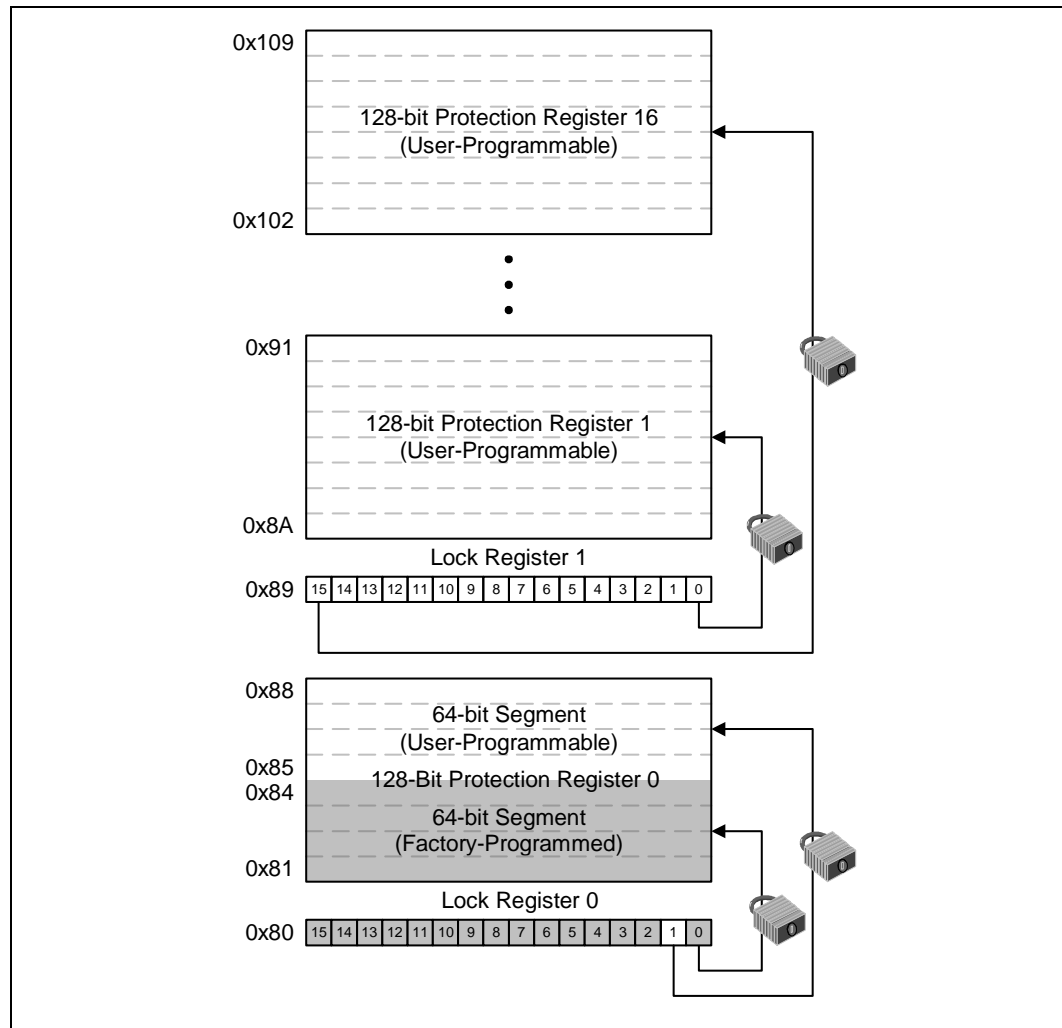 0x109
128-bit Protection Register 16
(User-Programmable)
0x102
0x91
128-bit Protection Register 1
(User-Programmable)
0x8A
Lock Register 1
0x89 15 14 13 12 11 10 9 8 7 6 5 4 3 2 1 0
0x88
64-bit Segment
(User-Programmable)
0x85
128-Bit Protection Register 0
0x84
64-bit Segment
(Factory-Programmed)
0x81
Lock Register 0
0x80 15 14 13 12 11 10 9 8 7 6 5 4 3 2 1 0